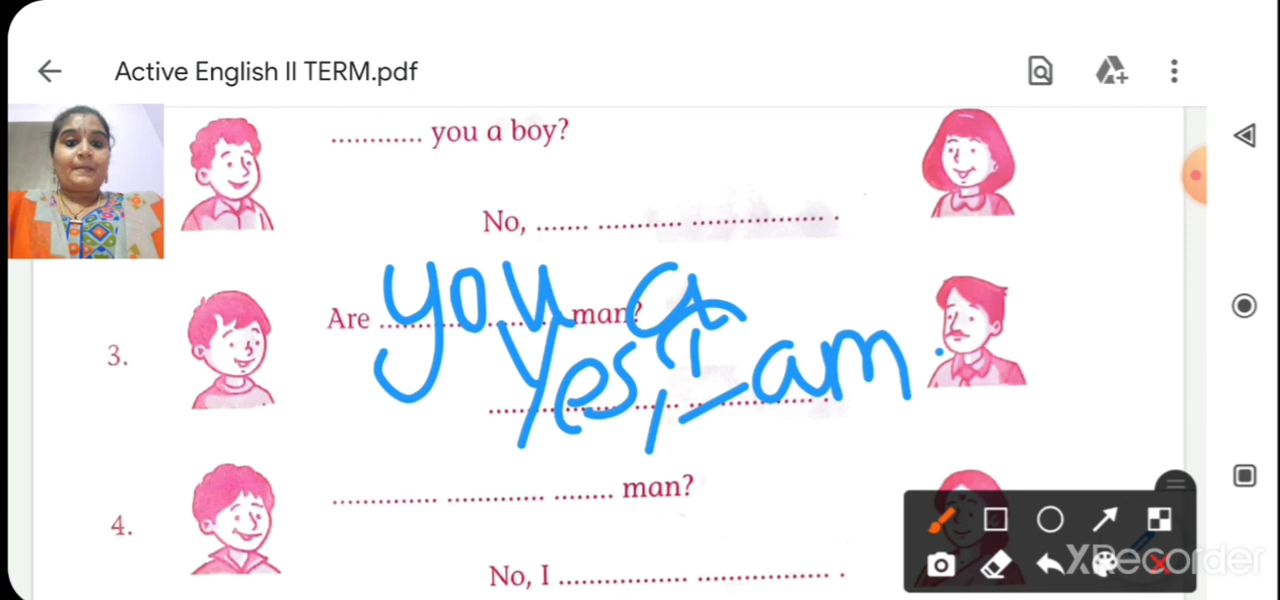 Active English II TERM.pdf
............ you a boy?
No, ....... ........... .................. .
3. Are you a man?
Yes, I am.
4. .............. ............. ........ man?
No, I ................. ................. .
XRecorder